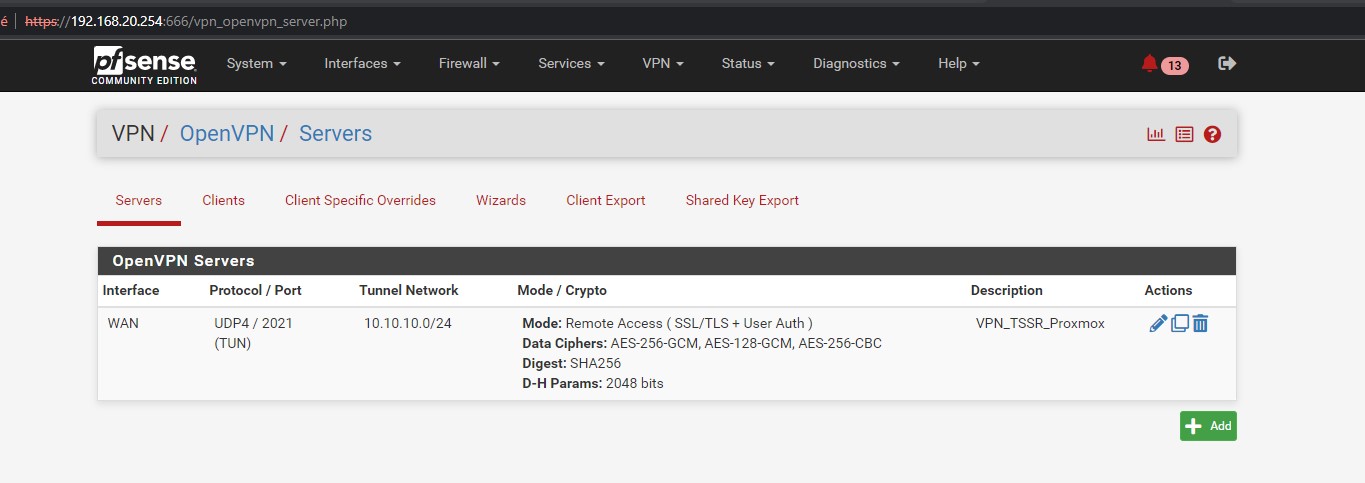 é https://192.168.20.254:666/vpn_openvpn_server.php
pfsense COMMUNITY EDITION System Interfaces Firewall Services VPN Status Diagnostics Help 13
VPN / OpenVPN / Servers
Servers Clients Client Specific Overrides Wizards Client Export Shared Key Export
OpenVPN Servers
Interface Protocol / Port Tunnel Network Mode / Crypto Description Actions
WAN UDP4 / 2021 10.10.10.0/24 Mode: Remote Access ( SSL/TLS + User Auth ) VPN_TSSR_Proxmox
(TUN) Data Ciphers: AES-256-GCM, AES-128-GCM, AES-256-CBC
Digest: SHA256
D-H Params: 2048 bits
Add